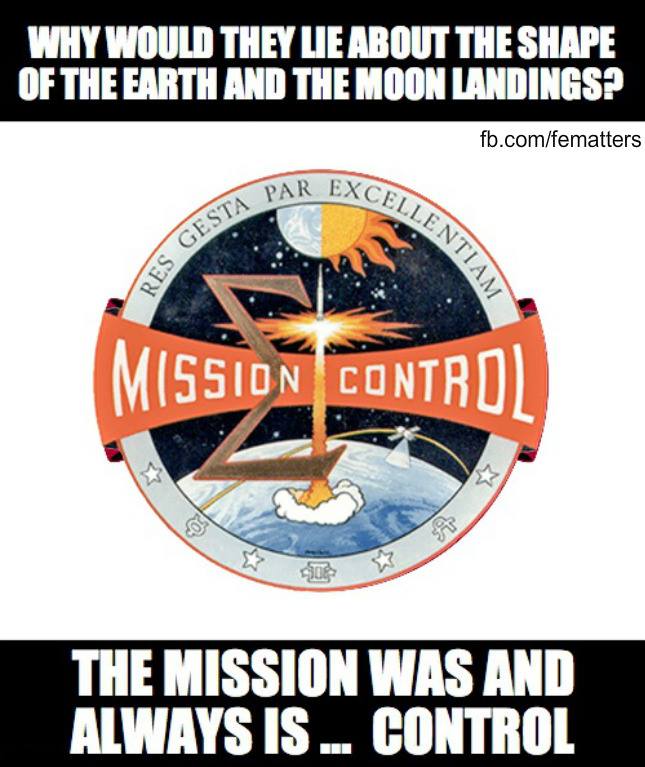 WHY WOULD THEY LIE ABOUT THE SHAPE
OF THE EARTH AND THE MOON LANDINGS?
fb.com/fematters
RES GESTA PAR EXCELLENTIAM
MISSION CONTROL
THE MISSION WAS AND
ALWAYS IS ... CONTROL